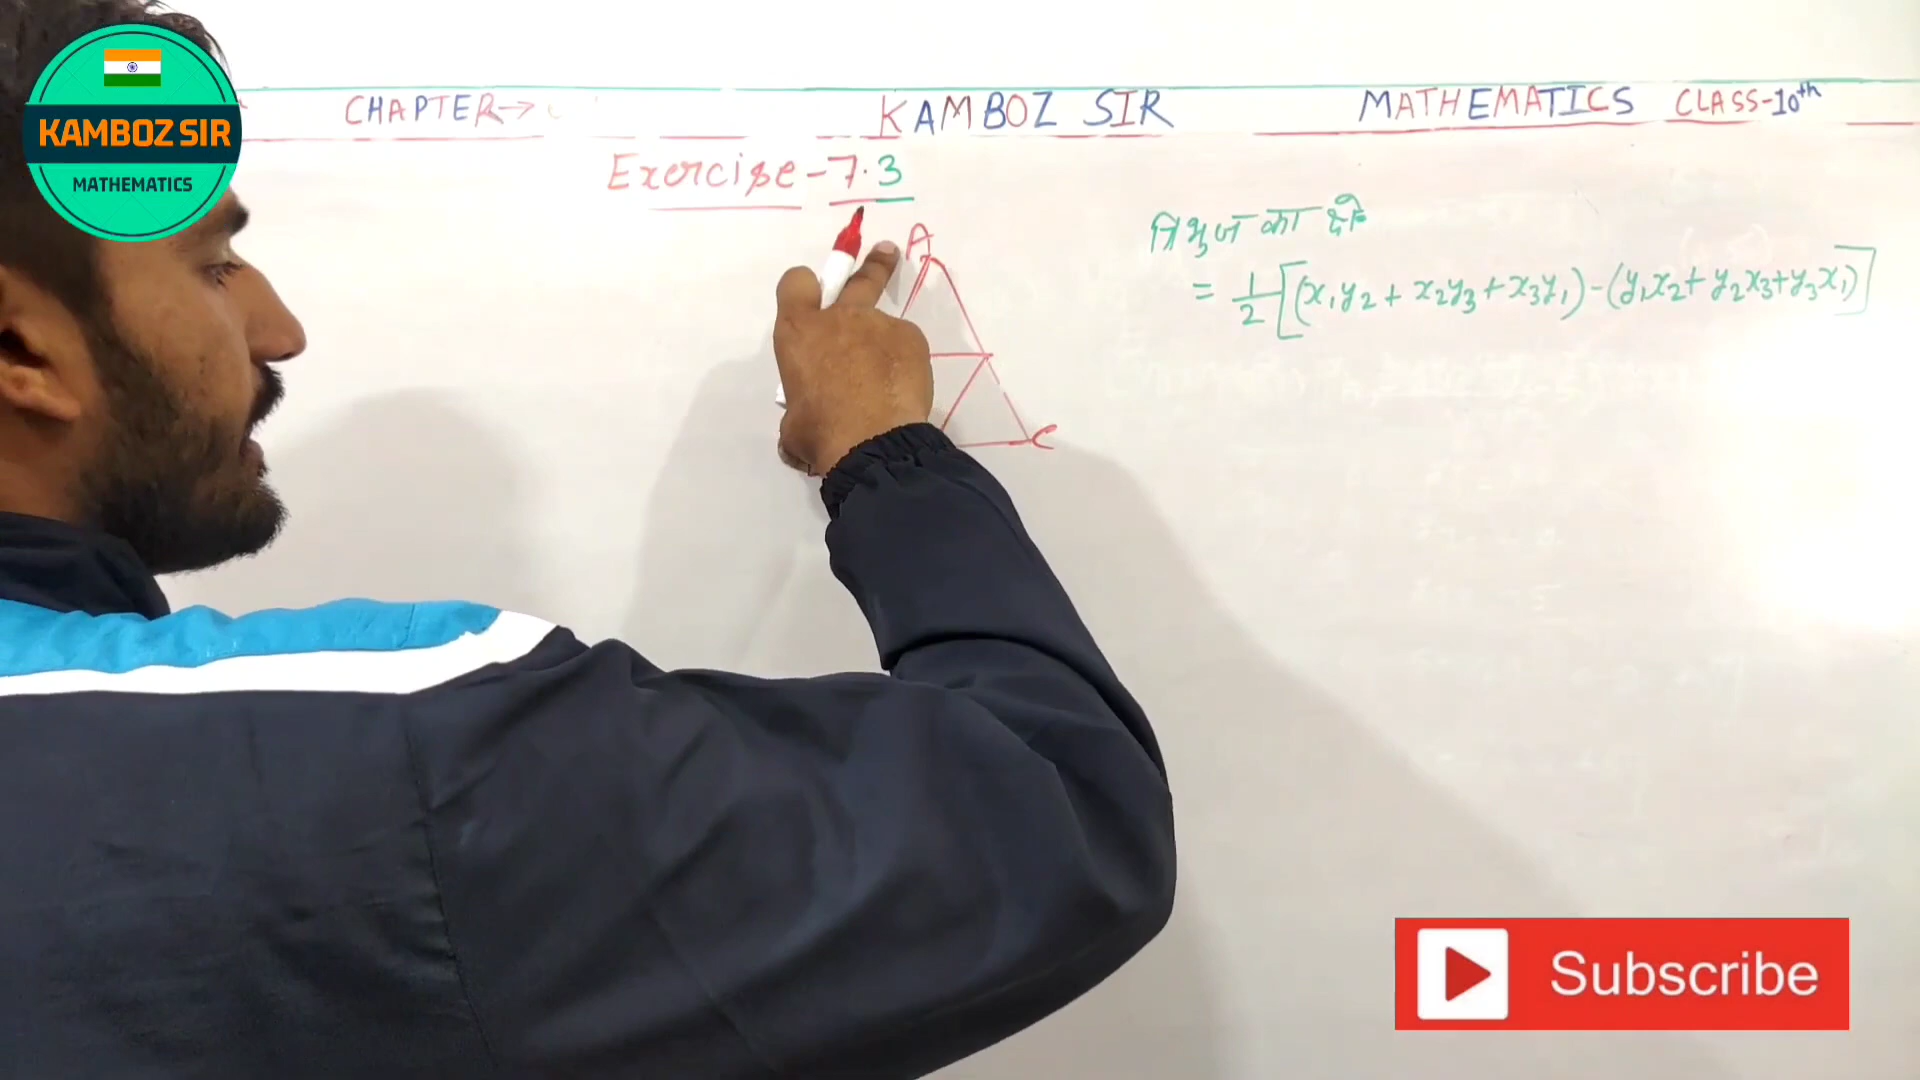 KAMBOZ SIR
MATHEMATICS
CHAPTER→
KAMBOZ SIR
MATHEMATICS CLASS-10th
Exercise-7.3
A
C
त्रिभुज का क्षे०
= 1/2 [(x₁y₂ + x₂y₃ + x₃y₁) - (y₁x₂ + y₂x₃ + y₃x₁)]
Subscribe